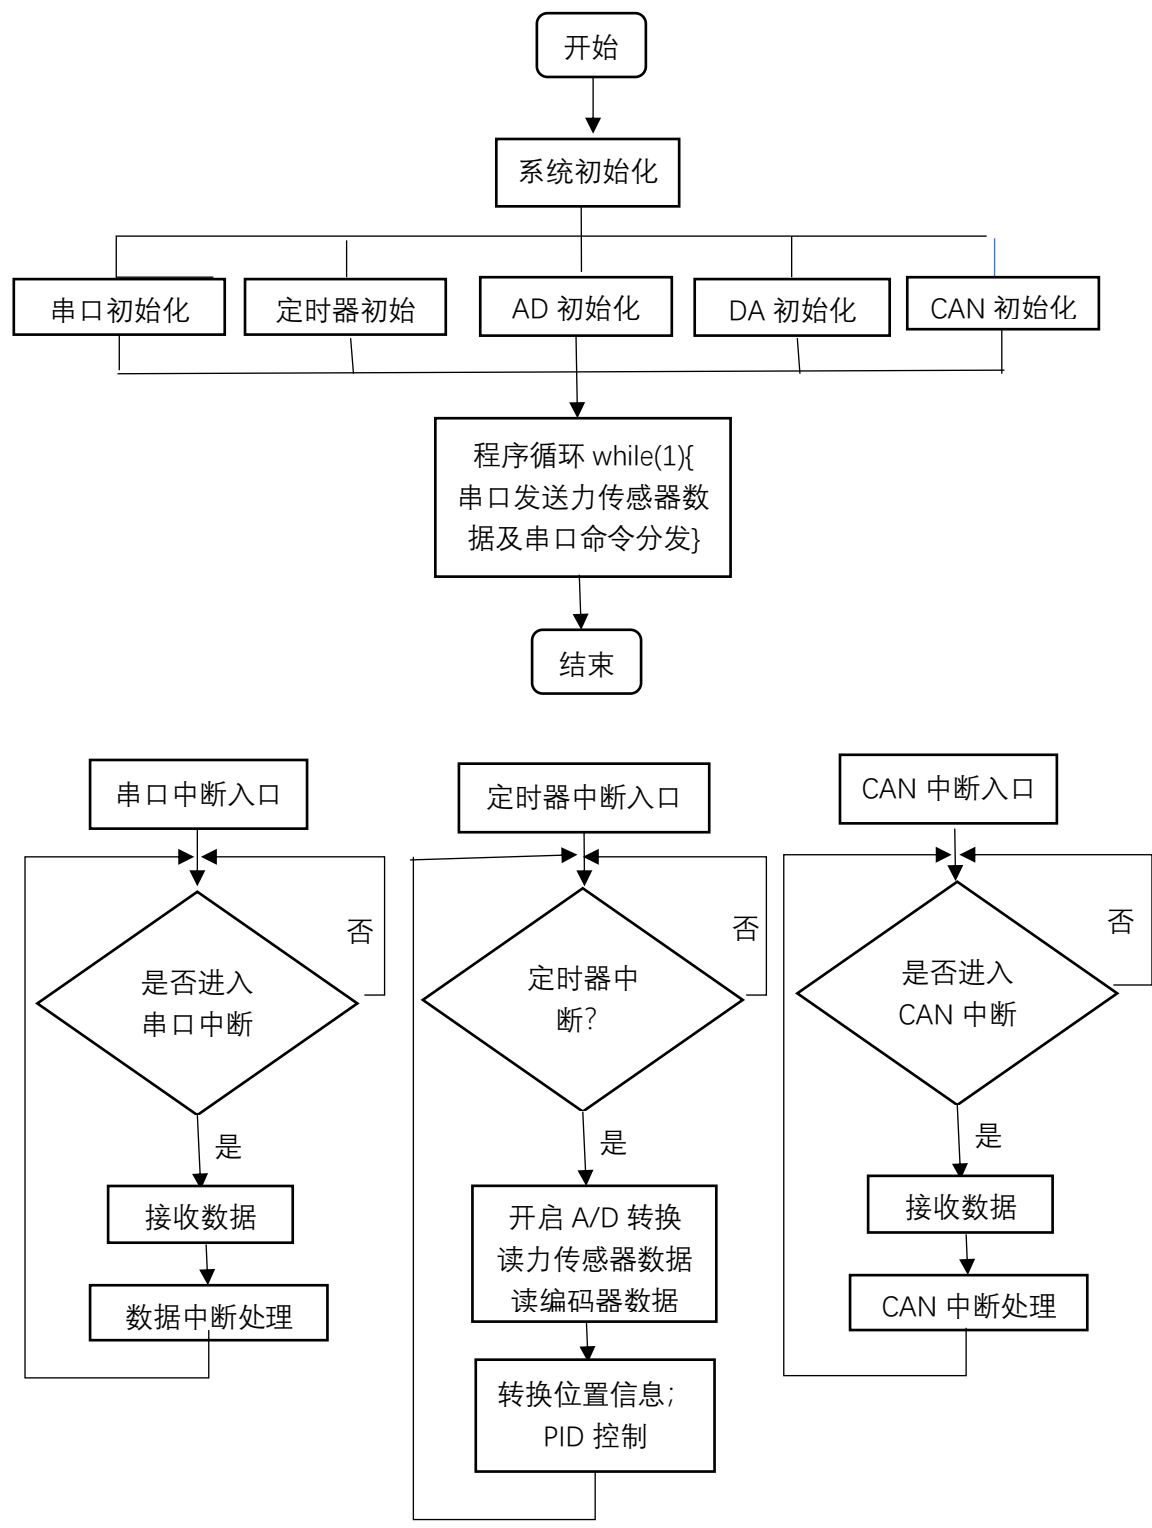 开始
系统初始化
串口初始化
定时器初始
AD 初始化
DA 初始化
CAN 初始化
程序循环 while(1){
串口发送力传感器数
据及串口命令分发}
结束
串口中断入口
否
是否进入
串口中断
是
接收数据
数据中断处理
定时器中断入口
否
定时器中
断?
是
开启 A/D 转换
读力传感器数据
读编码器数据
转换位置信息；
PID 控制
CAN 中断入口
否
是否进入
CAN 中断
是
接收数据
CAN 中断处理